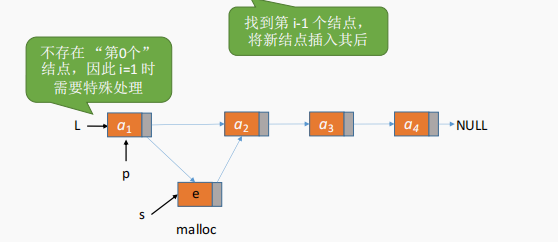 找到第 i-1 个结点，
将新结点插入其后
不存在“第0个”
结点，因此 i=1 时
需要特殊处理
L a1 a2 a3 a4 NULL
p
e
s
malloc